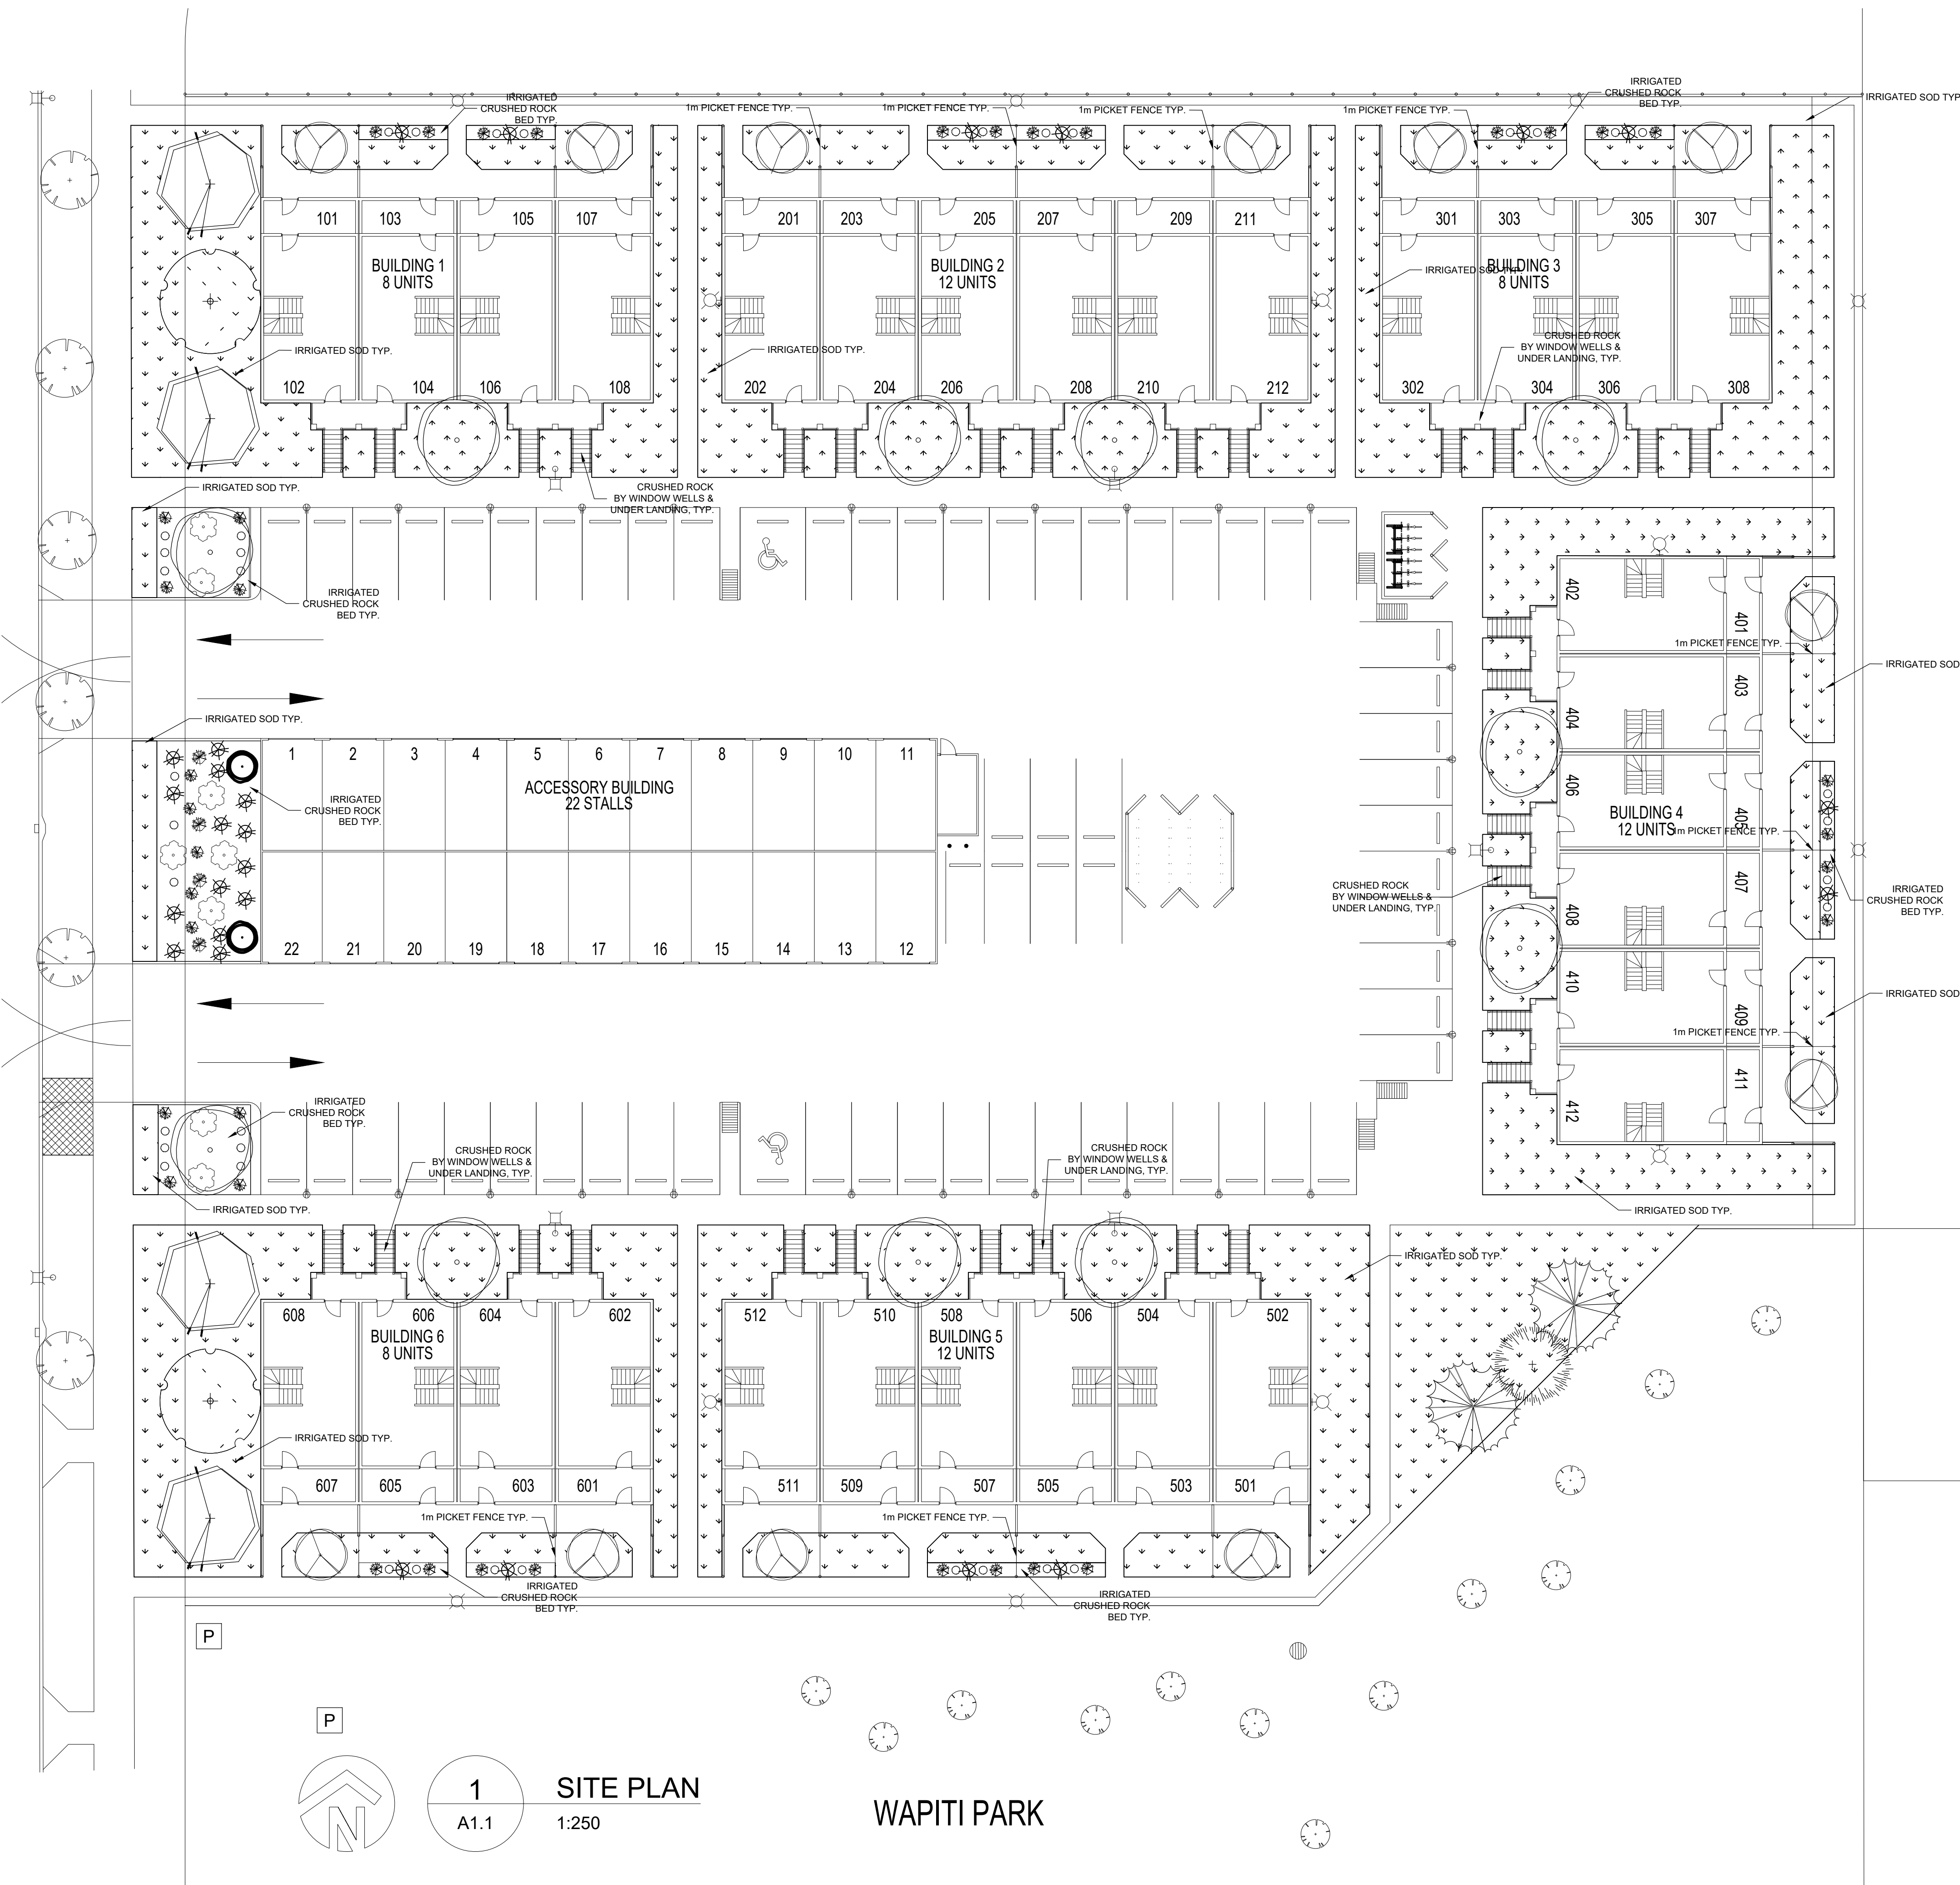 IRRIGATED
CRUSHED ROCK
BED TYP.
1m PICKET FENCE TYP.
1m PICKET FENCE TYP.
1m PICKET FENCE TYP.
1m PICKET FENCE TYP.
IRRIGATED
CRUSHED ROCK
BED TYP.
IRRIGATED SOD TYP
101 103 105 107
201 203 205 207 209 211
301 303 305 307
BUILDING 1
8 UNITS
BUILDING 2
12 UNITS
BUILDING 3
8 UNITS
IRRIGATED SOD TYP.
IRRIGATED SOD TYP.
IRRIGATED SOD TYP.
CRUSHED ROCK
BY WINDOW WELLS &
UNDER LANDING, TYP.
102 104 106 108
202 204 206 208 210 212
302 304 306 308
IRRIGATED SOD TYP.
CRUSHED ROCK
BY WINDOW WELLS &
UNDER LANDING, TYP.
IRRIGATED
CRUSHED ROCK
BED TYP.
402
401
1m PICKET FENCE TYP.
IRRIGATED SOD
403
404
IRRIGATED SOD TYP.
1 2 3 4 5 6 7 8 9 10 11
ACCESSORY BUILDING
22 STALLS
IRRIGATED
CRUSHED ROCK
BED TYP.
406
BUILDING 4
12 UNITS
405
1m PICKET FENCE TYP.
407
CRUSHED ROCK
BY WINDOW WELLS &
UNDER LANDING, TYP.
IRRIGATED
CRUSHED ROCK
BED TYP.
408
22 21 20 19 18 17 16 15 14 13 12
410
IRRIGATED SOD
409
1m PICKET FENCE TYP.
411
412
IRRIGATED
CRUSHED ROCK
BED TYP.
CRUSHED ROCK
BY WINDOW WELLS &
UNDER LANDING, TYP.
CRUSHED ROCK
BY WINDOW WELLS &
UNDER LANDING, TYP.
IRRIGATED SOD TYP.
IRRIGATED SOD TYP.
IRRIGATED SOD TYP.
608 606 604 602
512 510 508 506 504 502
BUILDING 6
8 UNITS
BUILDING 5
12 UNITS
IRRIGATED SOD TYP.
607 605 603 601
511 509 507 505 503 501
1m PICKET FENCE TYP.
1m PICKET FENCE TYP.
IRRIGATED
CRUSHED ROCK
BED TYP.
IRRIGATED
CRUSHED ROCK
BED TYP.
P
P
N
1
A1.1
SITE PLAN
1:250
WAPITI PARK